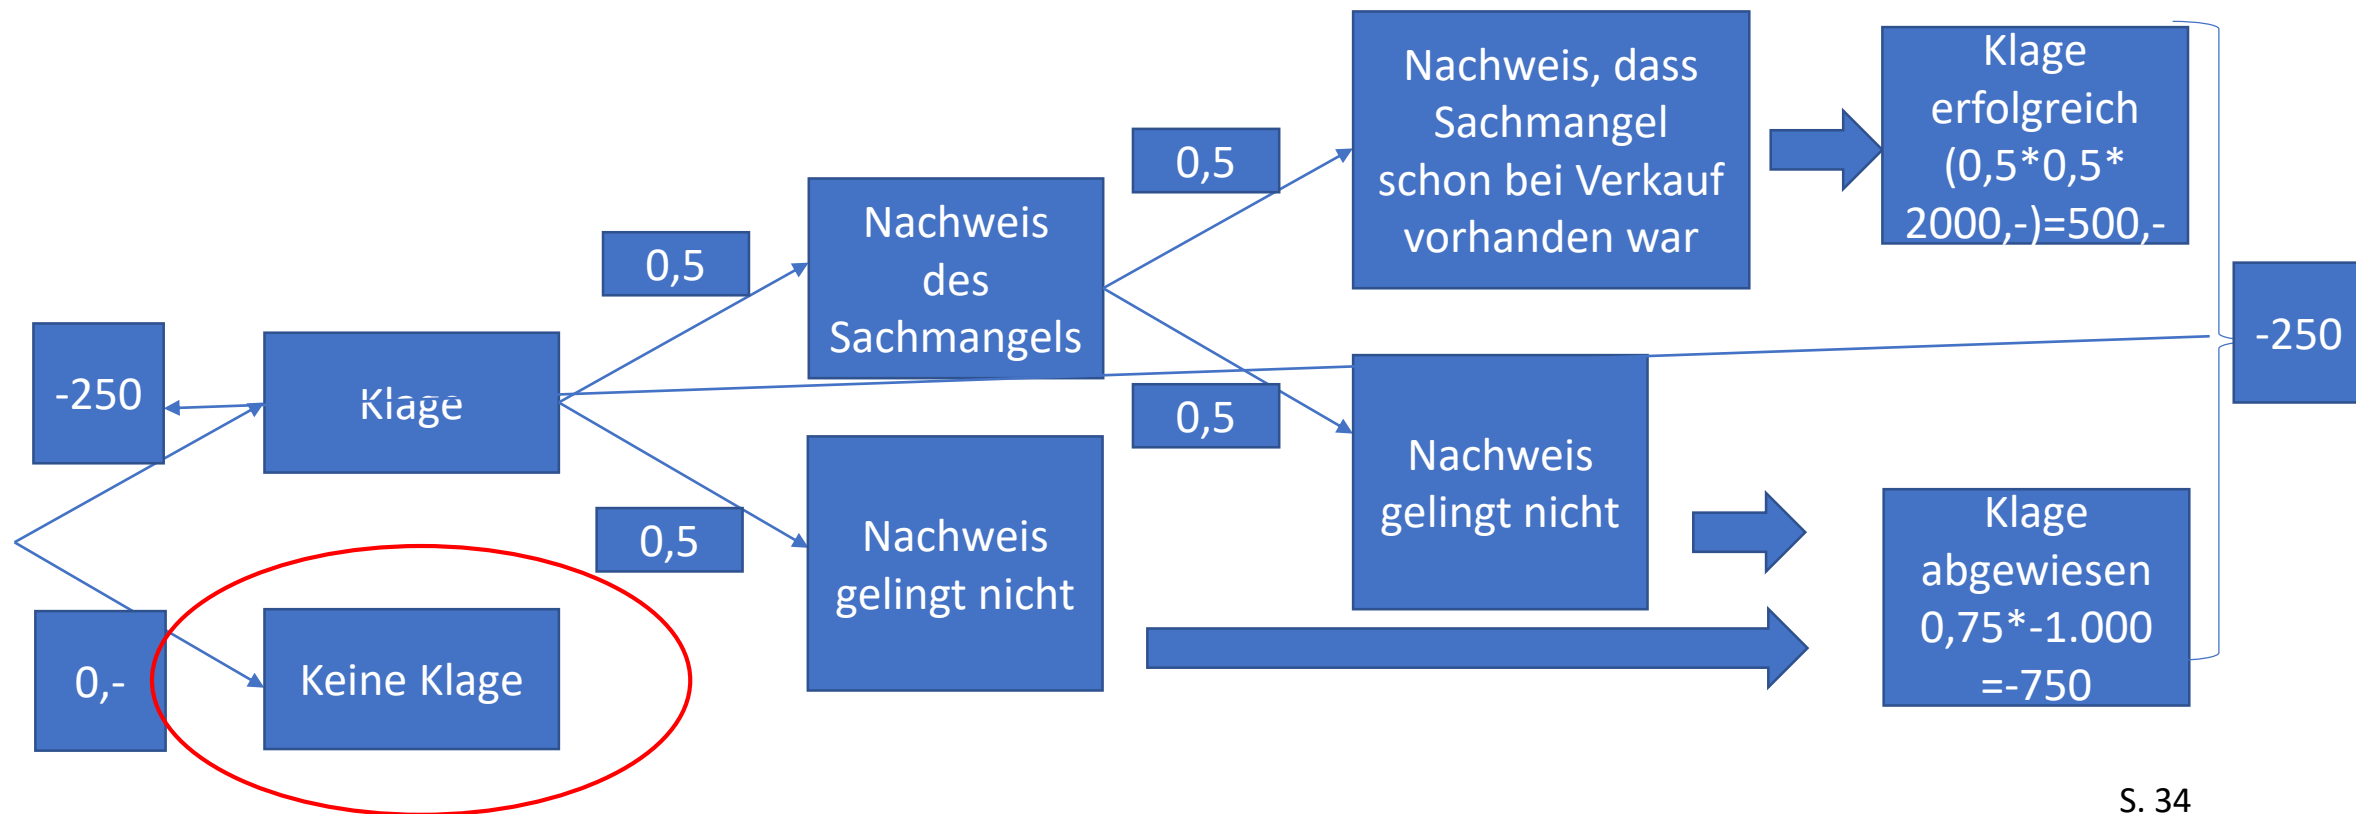 -250
0,-
Klage
Keine Klage
0,5
0,5
Nachweis
des
Sachmangels
Nachweis
gelingt nicht
0,5
0,5
Nachweis, dass
Sachmangel
schon bei Verkauf
vorhanden war
Nachweis
gelingt nicht
Klage
erfolgreich
(0,5*0,5*
2000,-)=500,-
Klage
abgewiesen
0,75*-1.000
=-750
-250
S. 34